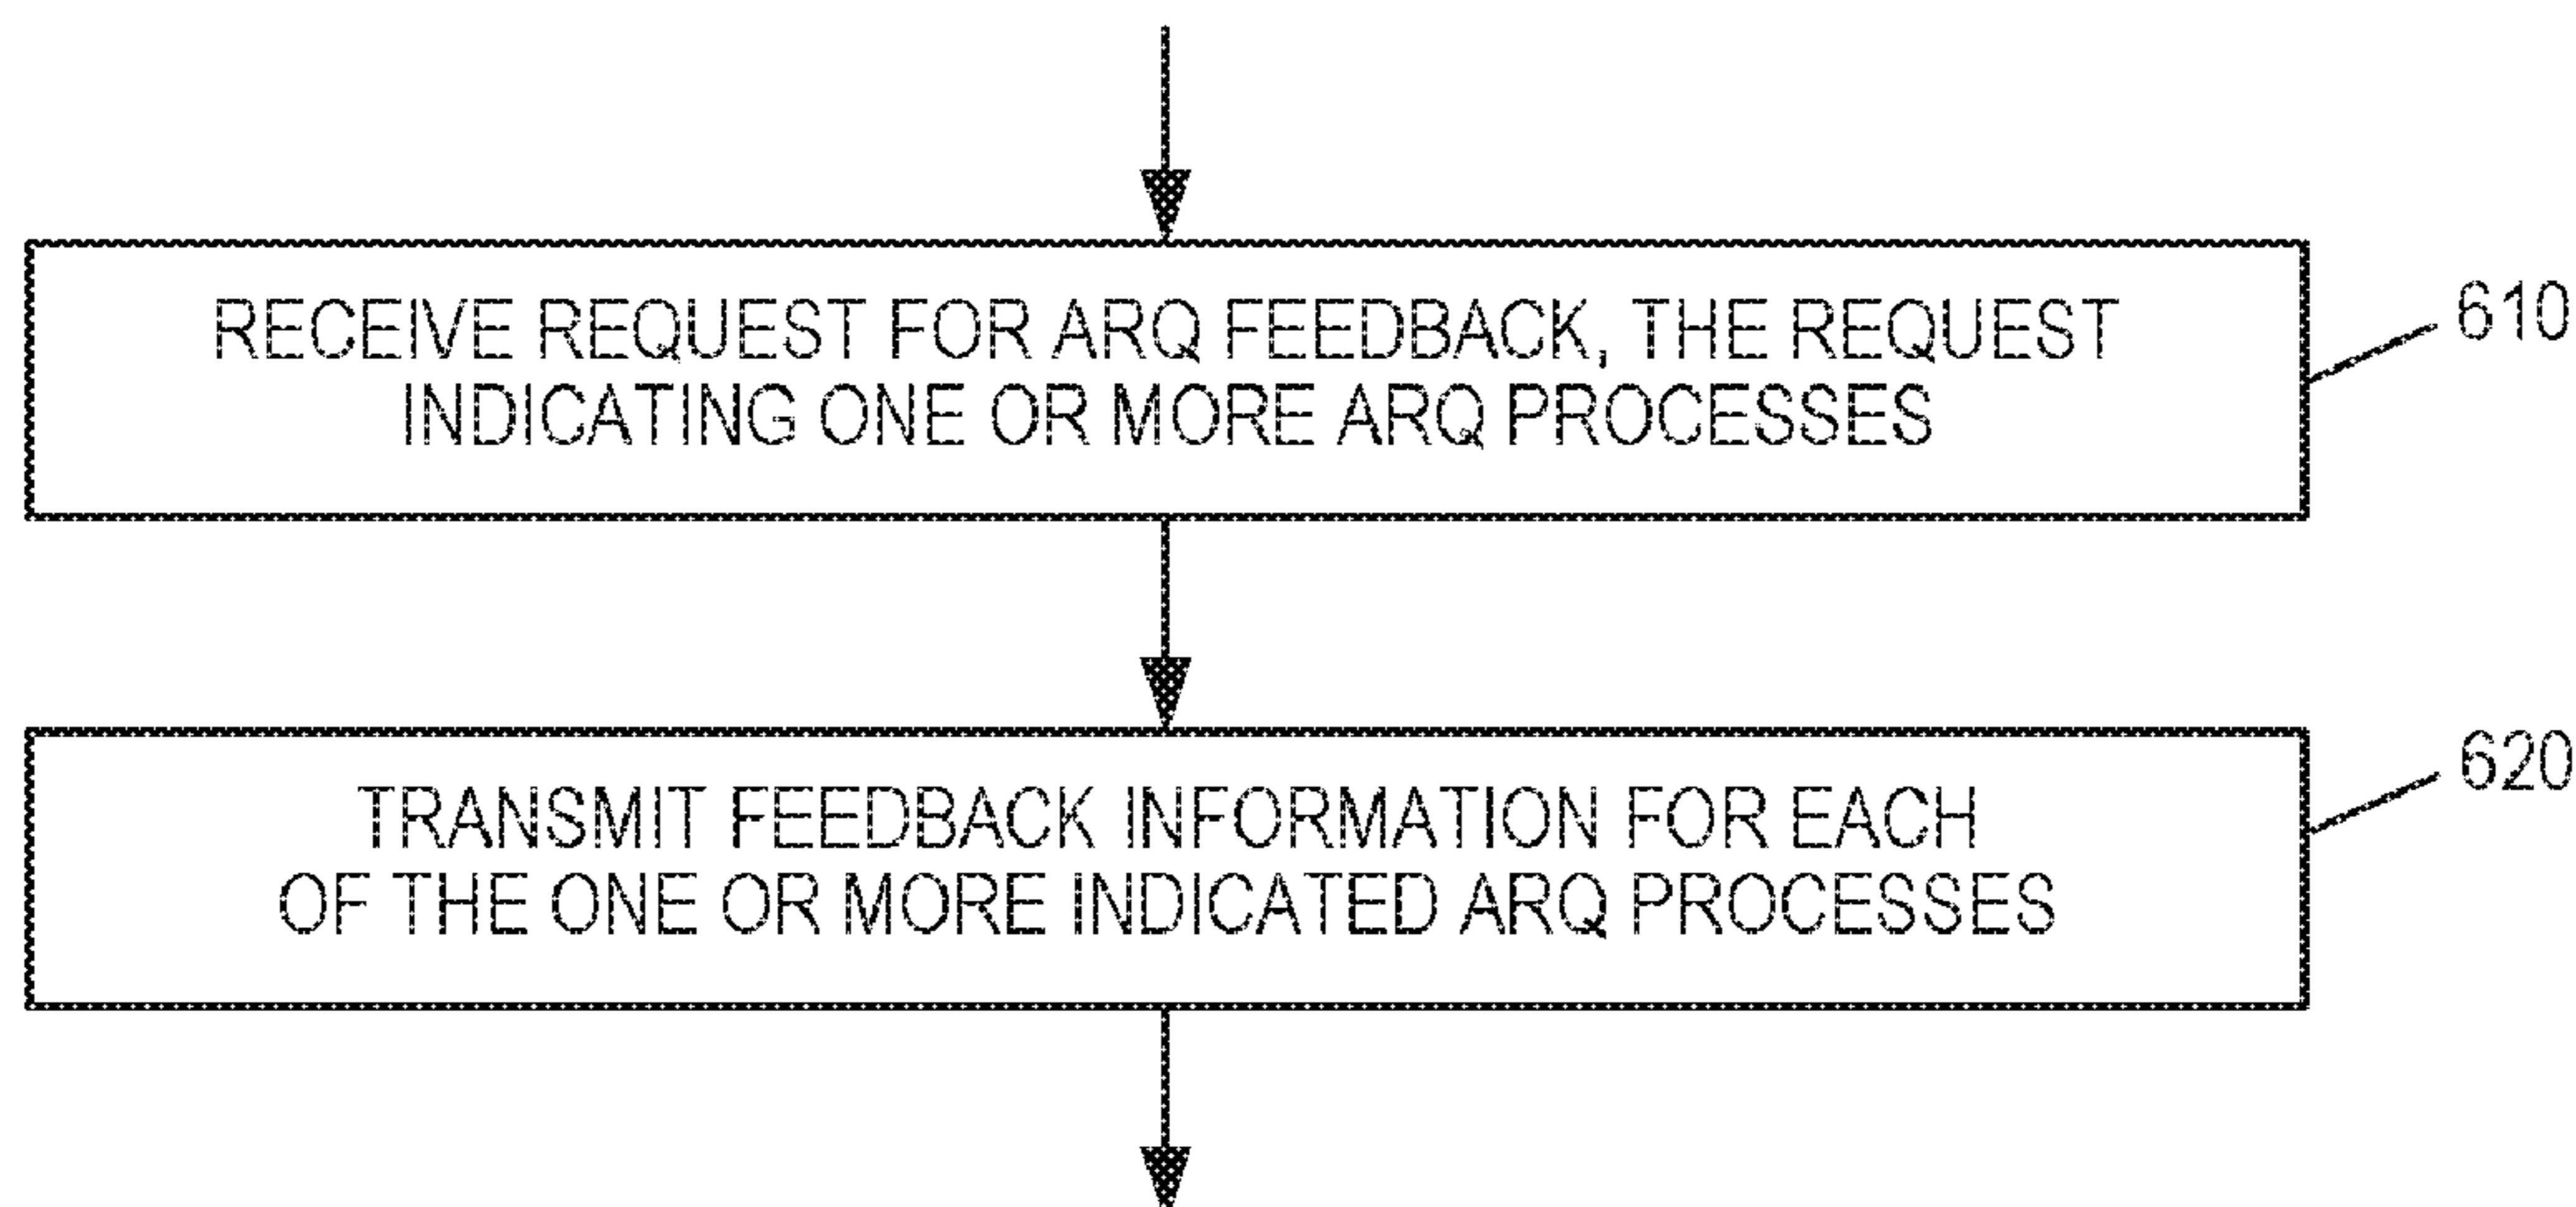 RECEIVE REQUEST FOR ARQ FEEDBACK, THE REQUEST
INDICATING ONE OR MORE ARQ PROCESSES
610
TRANSMIT FEEDBACK INFORMATION FOR EACH
OF THE ONE OR MORE INDICATED ARQ PROCESSES
620